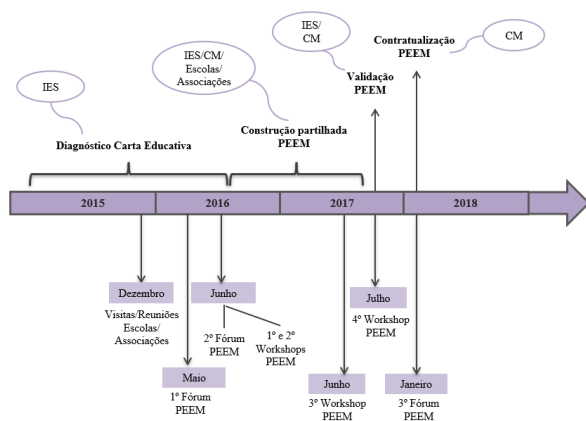 IES/
CM
Contratualização
PEEM
CM
IES/CM/
Escolas/
Associações
Validação
PEEM
IES
Construção partilhada
PEEM
Diagnóstico Carta Educativa
2015
2016
2017
2018
Dezembro
Visitas/Reuniões
Escolas/
Associações
Junho
2º Fórum
PEEM
1º e 2º
Workshops
PEEM
Julho
4º Workshop
PEEM
Maio
1º Fórum
PEEM
Junho
3º Workshop
PEEM
Janeiro
3º Fórum
PEEM